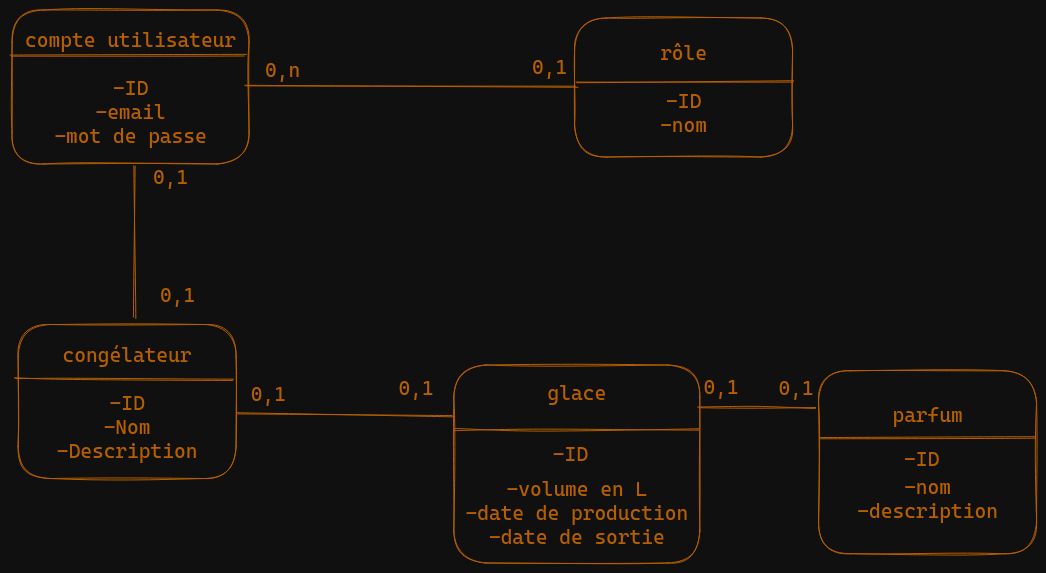 compte utilisateur
-ID
-email
-mot de passe
0,n
0,1
rôle
-ID
-nom
0,1
0,1
congélateur
-ID
-Nom
-Description
0,1
0,1
glace
-ID
-volume en L
-date de production
-date de sortie
0,1
0,1
parfum
-ID
-nom
-description